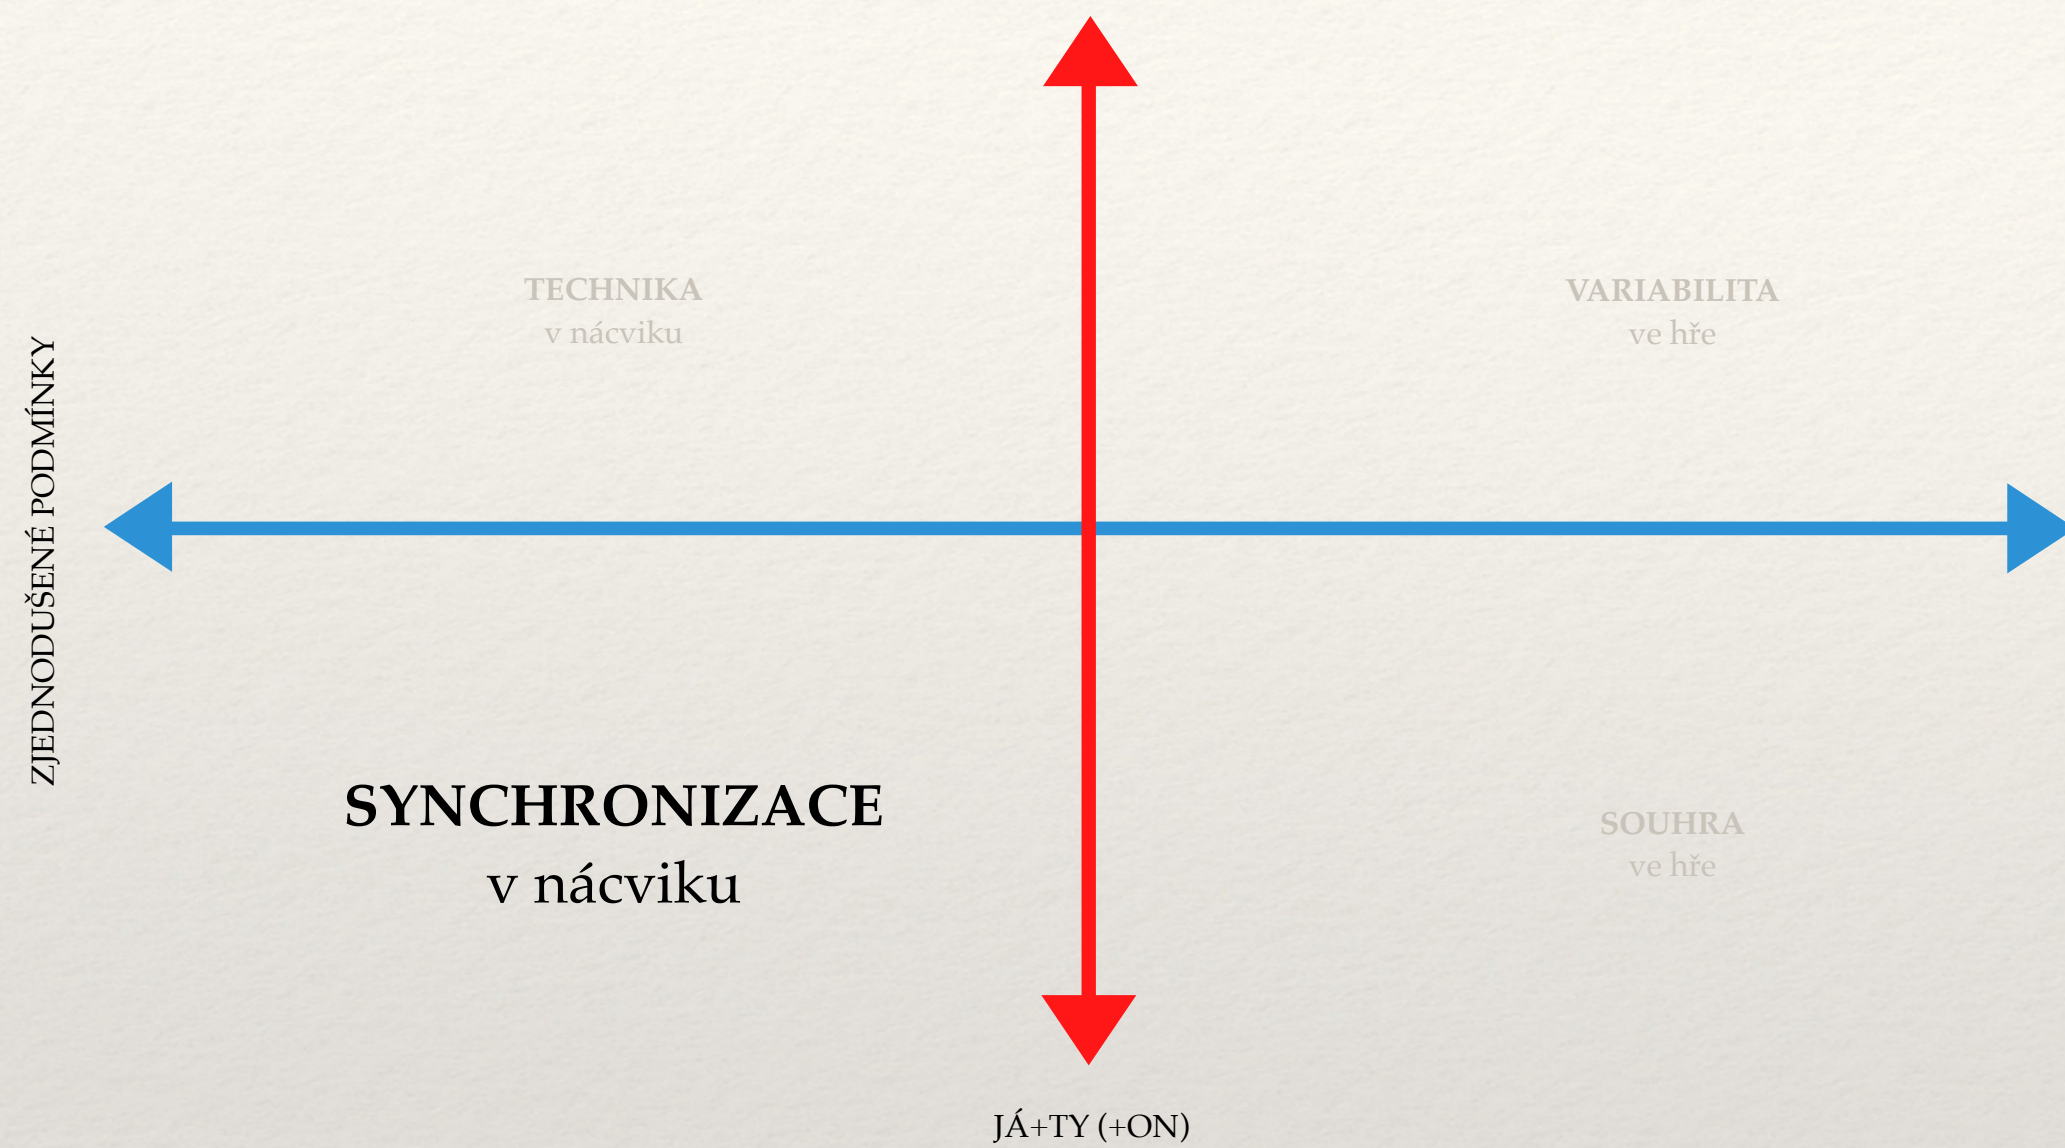 TECHNIKA
v nácviku
VARIABILITA
ve hře
ZJEDNODUŠENÉ PODMÍNKY
SYNCHRONIZACE
v nácviku
SOUHRA
ve hře
JÁ+TY (+ON)